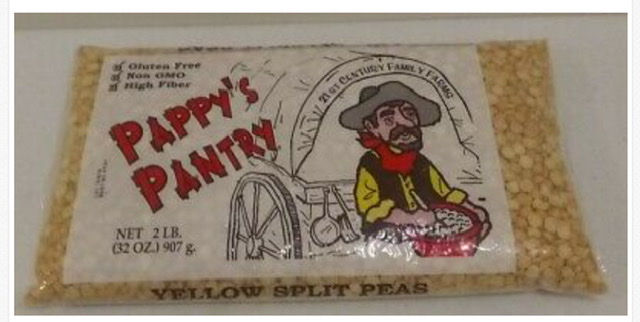 Gluten Free
Non GMO
High Fiber
21ST CENTURY FAMILY FARMS
PAPPY'S
PANTRY
NET 2 LB.
(32 OZ.) 907 g.
YELLOW SPLIT PEAS